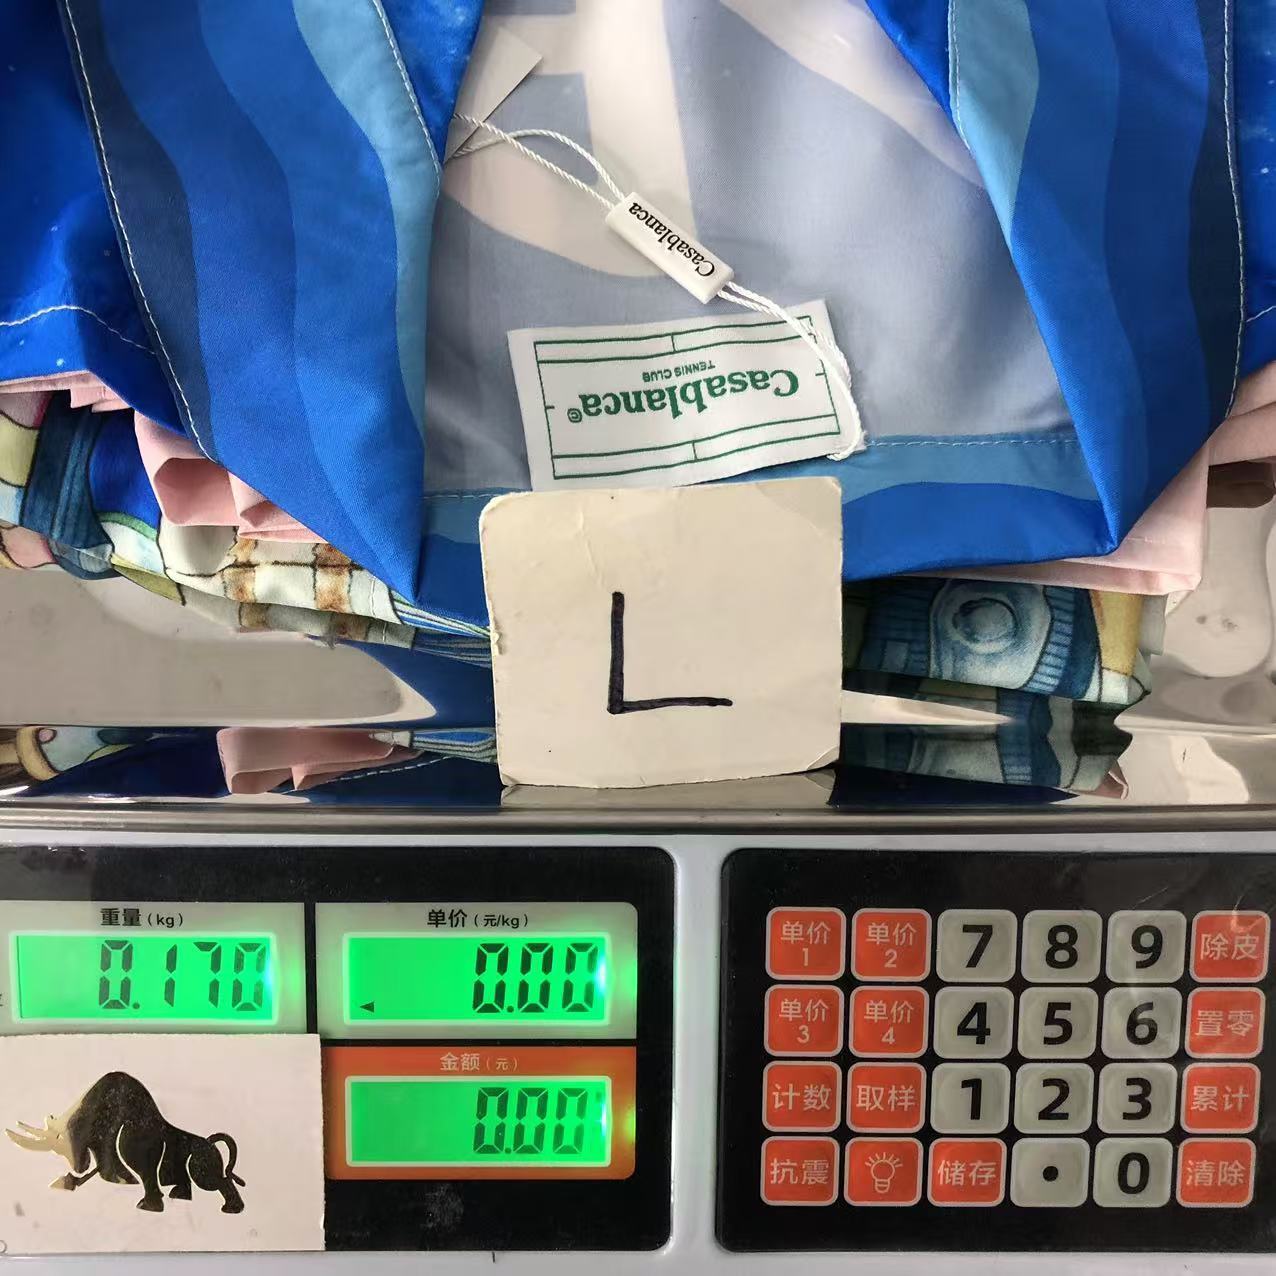 Casablanca
Casablanca©
TENNIS CLUB
L
重量(kg)
0.170
单价(元/kg)
0.00
金额(元)
0.00
单价1 单价2 7 8 9 除皮
单价3 单价4 4 5 6 置零
计数 取样 1 2 3 累计
抗震 储存 • 0 清除